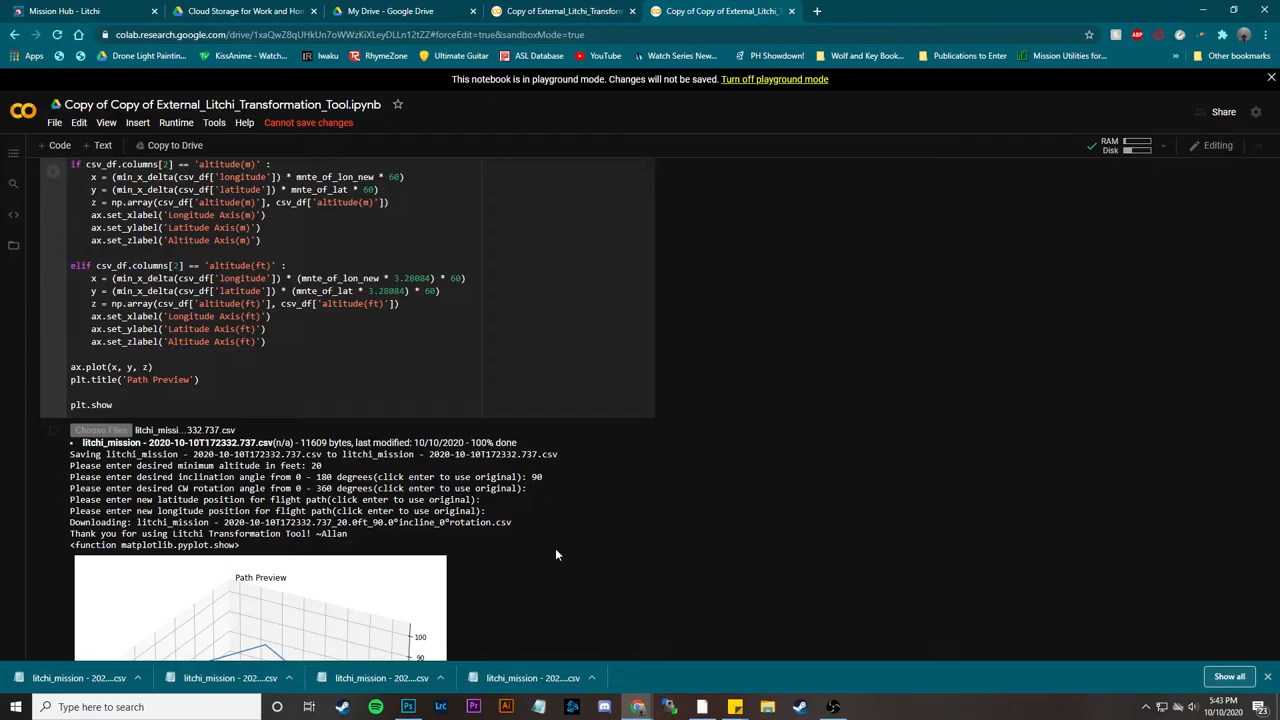 Mission Hub - Litchi
Cloud Storage for Work and Hon
My Drive - Google Drive
Copy of External_Litchi_Transform
Copy of Copy of External_Litchi_T
colab.research.google.com/drive/1xaQwZ8qUHkUn7oWWzKiXLeyDLLn12tZZ#forceEdit=true&sandboxMode=true
ABP
Apps
Drone Light Paintin...
KissAnime - Watch...
Iwaku
RhymeZone
Ultimate Guitar
ASL Database
YouTube
Watch Series New...
PH Showdown!
Wolf and Key Book...
Publications to Enter
Mission Utilities for...
Other bookmarks
This notebook is in playground mode. Changes will not be saved. Turn off playground mode
Copy of Copy of External_Litchi_Transformation_Tool.ipynb
Share
File Edit View Insert Runtime Tools Help Cannot save changes
+ Code + Text Copy to Drive
RAM
Disk
Editing
if csv_df.columns[2] == 'altitude(m)' :
x = (min_x_delta(csv_df['longitude']) * mnte_of_lon_new * 60)
y = (min_x_delta(csv_df['latitude']) * mnte_of_lat * 60)
z = np.array(csv_df['altitude(m)'], csv_df['altitude(m)'])
ax.set_xlabel('Longitude Axis(m)')
ax.set_ylabel('Latitude Axis(m)')
ax.set_zlabel('Altitude Axis(m)')
elif csv_df.columns[2] == 'altitude(ft)' :
x = (min_x_delta(csv_df['longitude']) * (mnte_of_lon_new * 3.28084) * 60)
y = (min_x_delta(csv_df['latitude']) * (mnte_of_lat * 3.28084) * 60)
z = np.array(csv_df['altitude(ft)'], csv_df['altitude(ft)'])
ax.set_xlabel('Longitude Axis(ft)')
ax.set_ylabel('Latitude Axis(ft)')
ax.set_zlabel('Altitude Axis(ft)')
ax.plot(x, y, z)
plt.title('Path Preview')
plt.show
Choose Files litchi_missi...332.737.csv
• litchi_mission - 2020-10-10T172332.737.csv(n/a) - 11609 bytes, last modified: 10/10/2020 - 100% done
Saving litchi_mission - 2020-10-10T172332.737.csv to litchi_mission - 2020-10-10T172332.737.csv
Please enter desired minimum altitude in feet: 20
Please enter desired inclination angle from 0 - 180 degrees(click enter to use original): 90
Please enter desired CW rotation angle from 0 - 360 degrees(click enter to use original):
Please enter new latitude position for flight path(click enter to use original):
Please enter new longitude position for flight path(click enter to use original):
Downloading: litchi_mission - 2020-10-10T172332.737_20.0ft_90.0°incline_0°rotation.csv
Thank you for using Litchi Transformation Tool! ~Allan
<function matplotlib.pyplot.show>
Path Preview
100
90
litchi_mission - 202....csv
litchi_mission - 202....csv
litchi_mission - 202....csv
litchi_mission - 202....csv
Show all
Type here to search
Ps
Lrc
Pr
Ai
5:43 PM
10/10/2020